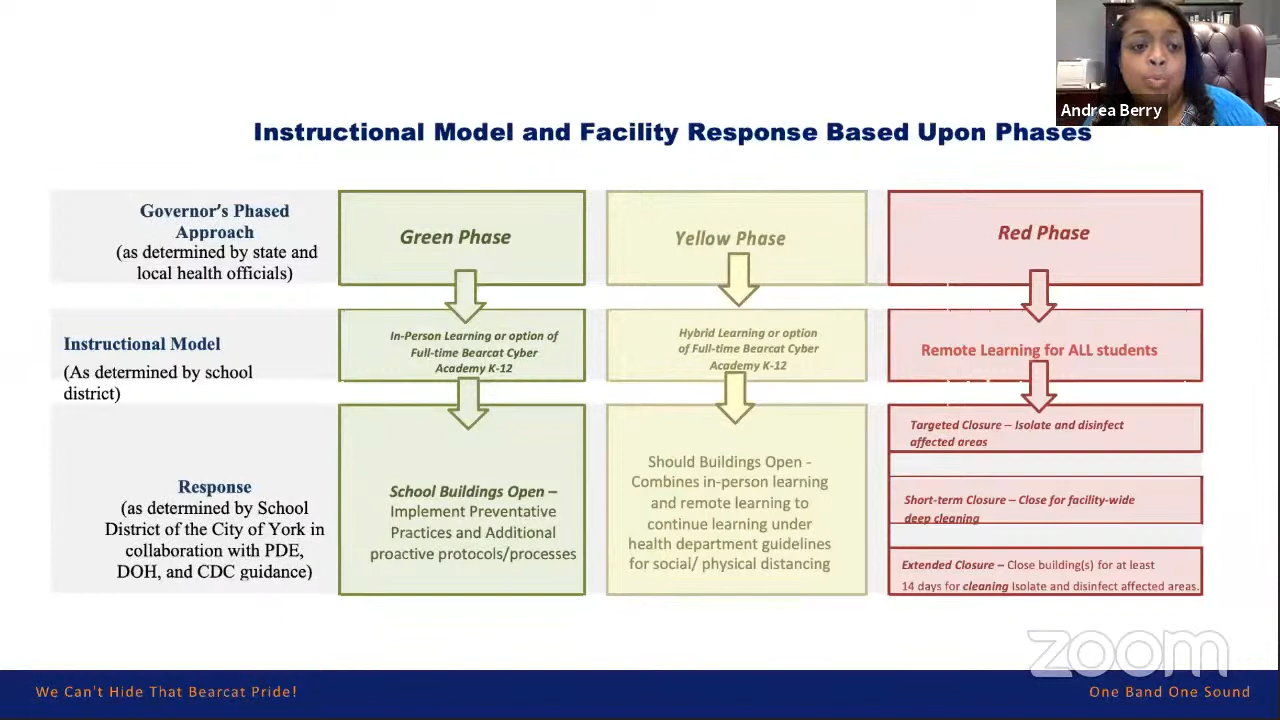 Andrea Berry
Instructional Model and Facility Response Based Upon Phases
Governor's Phased
Approach
(as determined by state and
local health officials)
Green Phase
Yellow Phase
Red Phase
Instructional Model
(As determined by school
district)
In-Person Learning or option of
Full-time Bearcat Cyber
Academy K-12
Hybrid Learning or option
of Full-time Bearcat Cyber
Academy K-12
Remote Learning for ALL students
Response
(as determined by School
District of the City of York in
collaboration with PDE,
DOH, and CDC guidance)
School Buildings Open –
Implement Preventative
Practices and Additional
proactive protocols/processes
Should Buildings Open -
Combines in-person learning
and remote learning to
continue learning under
health department guidelines
for social/ physical distancing
Targeted Closure – Isolate and disinfect
affected areas
Short-term Closure – Close for facility-wide
deep cleaning
Extended Closure – Close building(s) for at least
14 days for cleaning Isolate and disinfect affected areas.
zoom
We Can't Hide That Bearcat Pride!
One Band One Sound